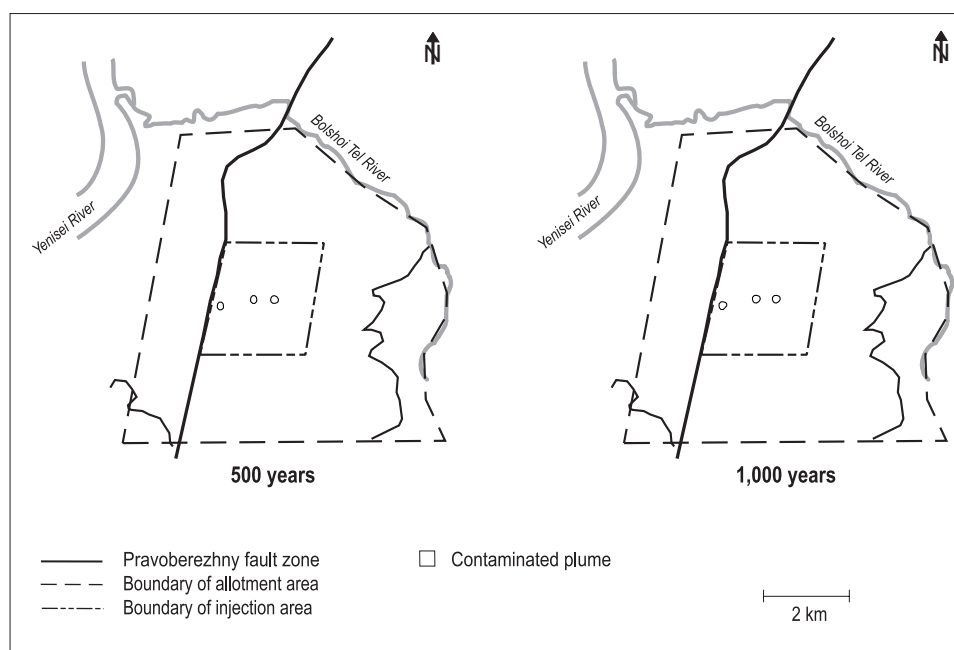 N
N
Bolshoi Tel River
Bolshoi Tel River
Yenisei River
Yenisei River
500 years
1,000 years
Pravoberezhny fault zone
Contaminated plume
Boundary of allotment area
Boundary of injection area
2 km